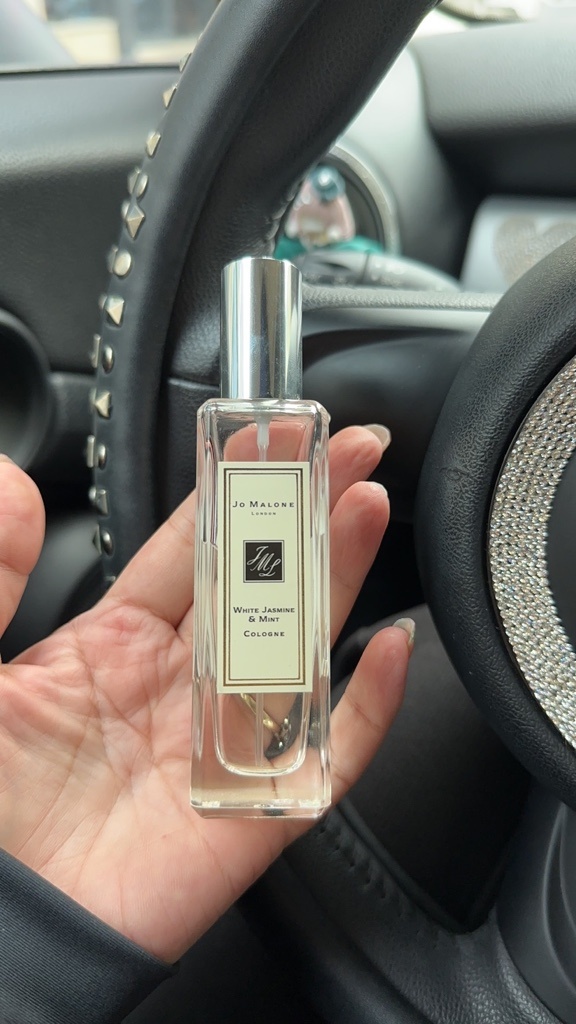 Jo Malone
London
JML
White Jasmine
& Mint
Cologne